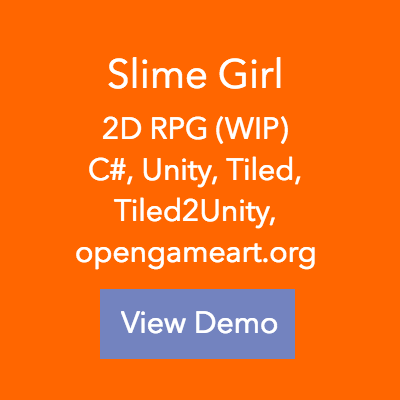 Slime Girl
2D RPG (WIP)
C#, Unity, Tiled,
Tiled2Unity,
opengameart.org
View Demo